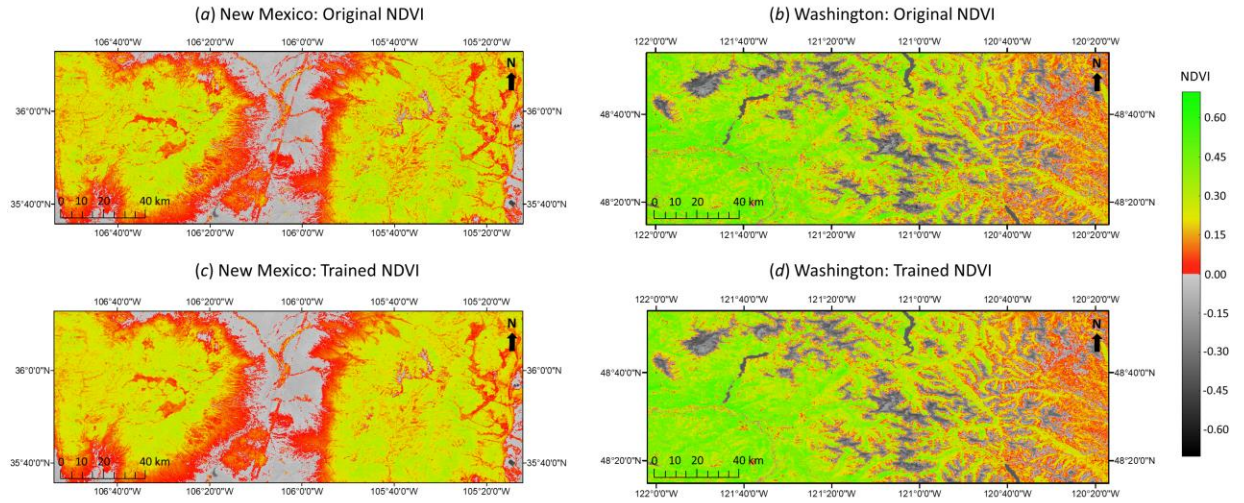 (a) New Mexico: Original NDVI
106°40'0"W 106°20'0"W 106°0'0"W 105°40'0"W 105°20'0"W
36°0'0"N 36°0'0"N
35°40'0"N 35°40'0"N
N
0 10 20 40 km
106°40'0"W 106°20'0"W 106°0'0"W 105°40'0"W 105°20'0"W
(b) Washington: Original NDVI
122°0'0"W 121°40'0"W 121°20'0"W 121°0'0"W 120°40'0"W 120°20'0"W
48°40'0"N 48°40'0"N
48°20'0"N 48°20'0"N
N
0 10 20 40 km
122°0'0"W 121°40'0"W 121°20'0"W 121°0'0"W 120°40'0"W 120°20'0"W
(c) New Mexico: Trained NDVI
106°40'0"W 106°20'0"W 106°0'0"W 105°40'0"W 105°20'0"W
36°0'0"N 36°0'0"N
35°40'0"N 35°40'0"N
N
0 10 20 40 km
106°40'0"W 106°20'0"W 106°0'0"W 105°40'0"W 105°20'0"W
(d) Washington: Trained NDVI
122°0'0"W 121°40'0"W 121°20'0"W 121°0'0"W 120°40'0"W 120°20'0"W
48°40'0"N 48°40'0"N
48°20'0"N 48°20'0"N
N
0 10 20 40 km
122°0'0"W 121°40'0"W 121°20'0"W 121°0'0"W 120°40'0"W 120°20'0"W
NDVI
0.60
0.45
0.30
0.15
0.00
-0.15
-0.30
-0.45
-0.60